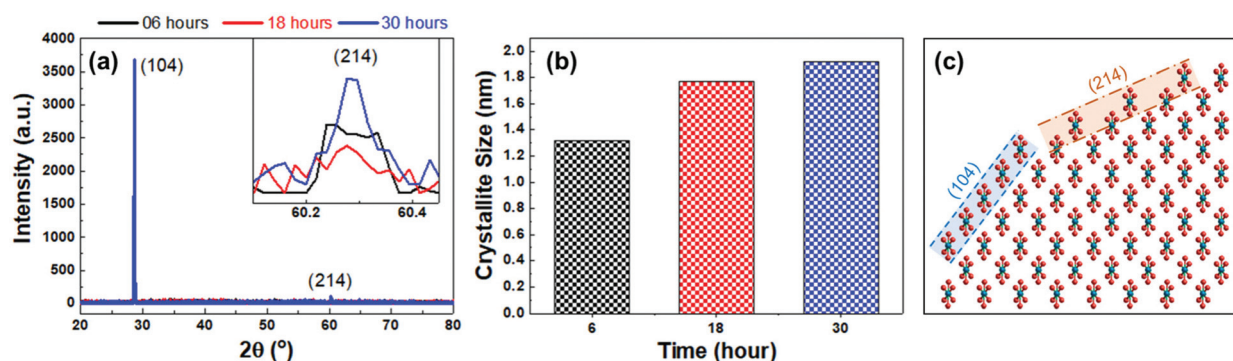 06 hours 18 hours 30 hours
(a)
Intensity (a.u.)
4000
3500
3000
2500
2000
1500
1000
500
0
(104)
(214)
60.2 60.4
(214)
20 30 40 50 60 70 80
2θ (°)
(b)
Crystallite Size (nm)
2.0
1.8
1.6
1.4
1.2
1.0
0.8
0.6
0.4
0.2
0.0
6 18 30
Time (hour)
(c)
(214)
(104)